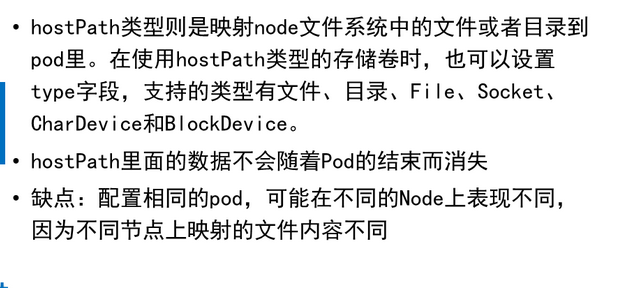 • hostPath类型则是映射node文件系统中的文件或者目录到
pod里。在使用hostPath类型的存储卷时，也可以设置
type字段，支持的类型有文件、目录、File、Socket、
CharDevice和BlockDevice。
• hostPath里面的数据不会随着Pod的结束而消失
• 缺点：配置相同的pod，可能在不同的Node上表现不同，
因为不同节点上映射的文件内容不同